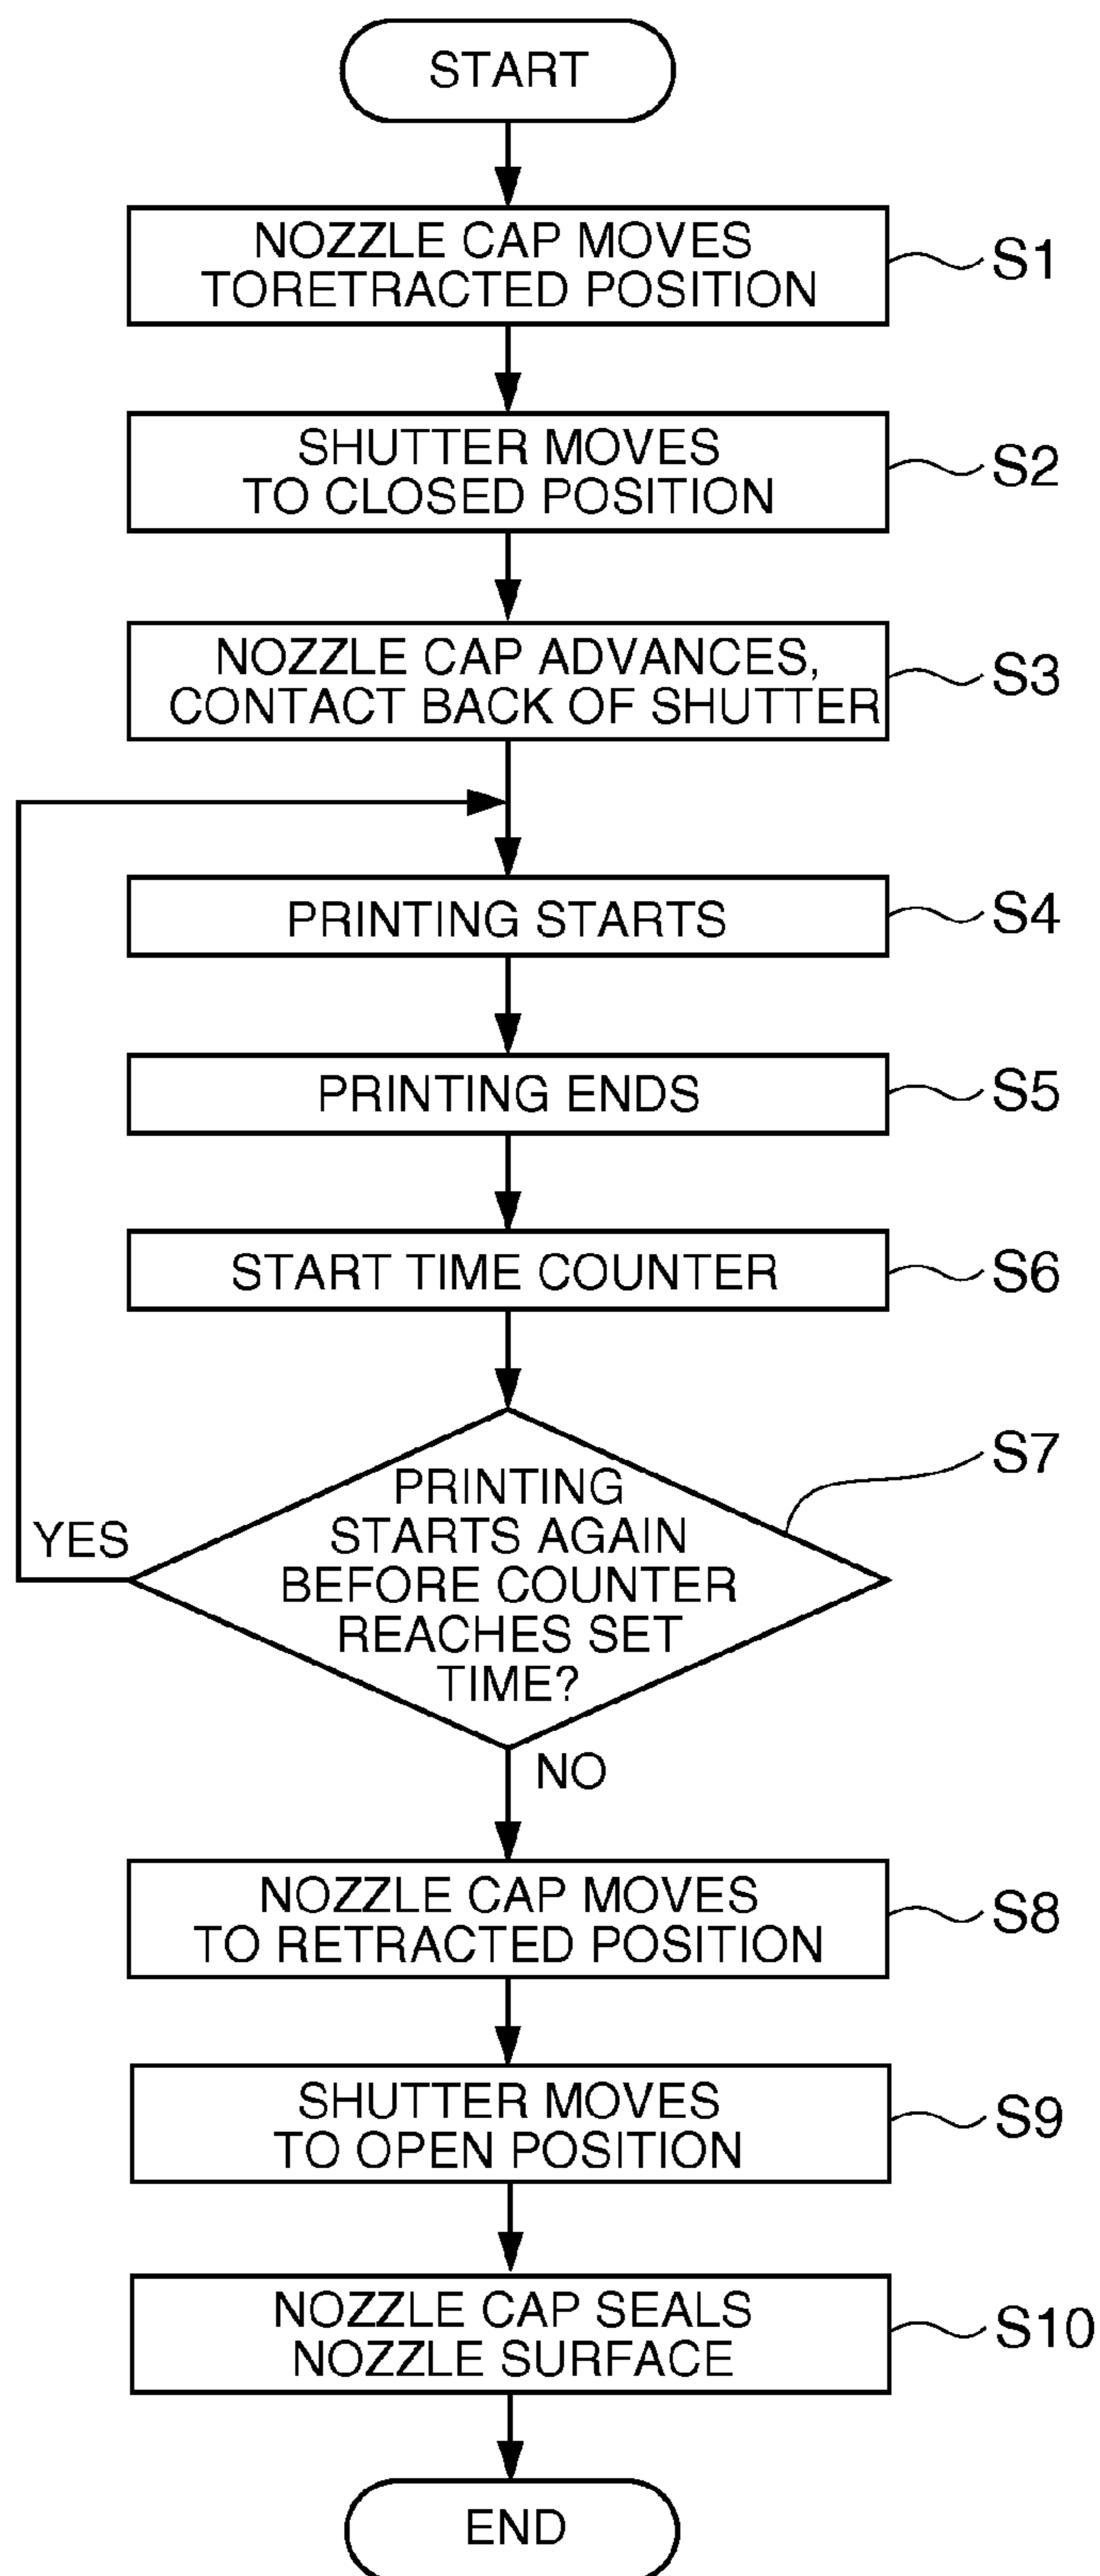 START
NOZZLE CAP MOVES
TORETRACTED POSITION
S1
SHUTTER MOVES
TO CLOSED POSITION
S2
NOZZLE CAP ADVANCES,
CONTACT BACK OF SHUTTER
S3
PRINTING STARTS
S4
PRINTING ENDS
S5
START TIME COUNTER
S6
PRINTING
STARTS AGAIN
BEFORE COUNTER
REACHES SET
TIME?
S7
YES
NO
NOZZLE CAP MOVES
TO RETRACTED POSITION
S8
SHUTTER MOVES
TO OPEN POSITION
S9
NOZZLE CAP SEALS
NOZZLE SURFACE
S10
END